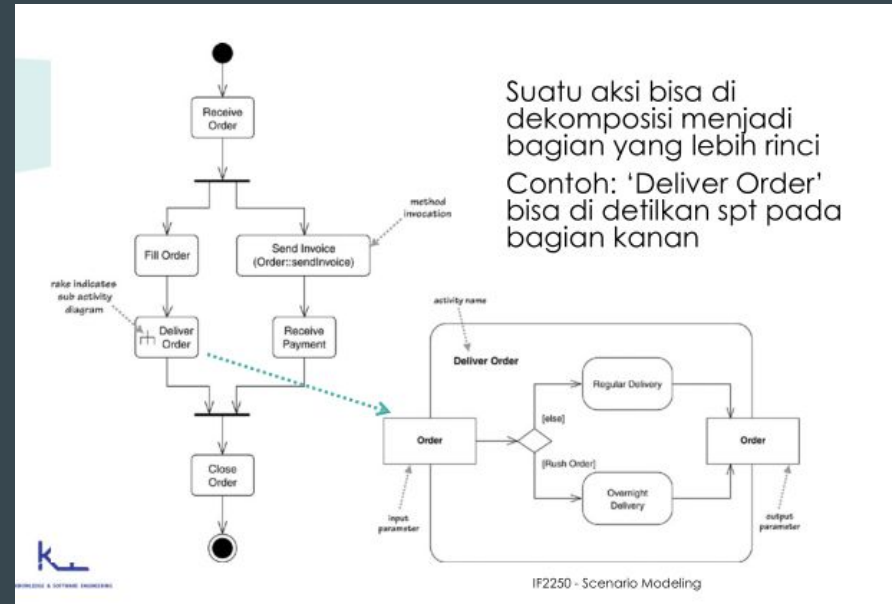 Suatu aksi bisa di
dekomposisi menjadi
bagian yang lebih rinci
Contoh: ‘Deliver Order’
bisa di detilkan spt pada
bagian kanan
Receive
Order
method
invocation
Fill Order
Send Invoice
(Order::sendInvoice)
rake indicates
sub activity
diagram
Deliver
Order
Receive
Payment
Close
Order
activity name
Deliver Order
Regular Delivery
[else]
Order
Order
[Rush Order]
Overnight
Delivery
input
parameter
output
parameter
KNOWLEDGE & SOFTWARE ENGINEERING
IF2250 - Scenario Modeling